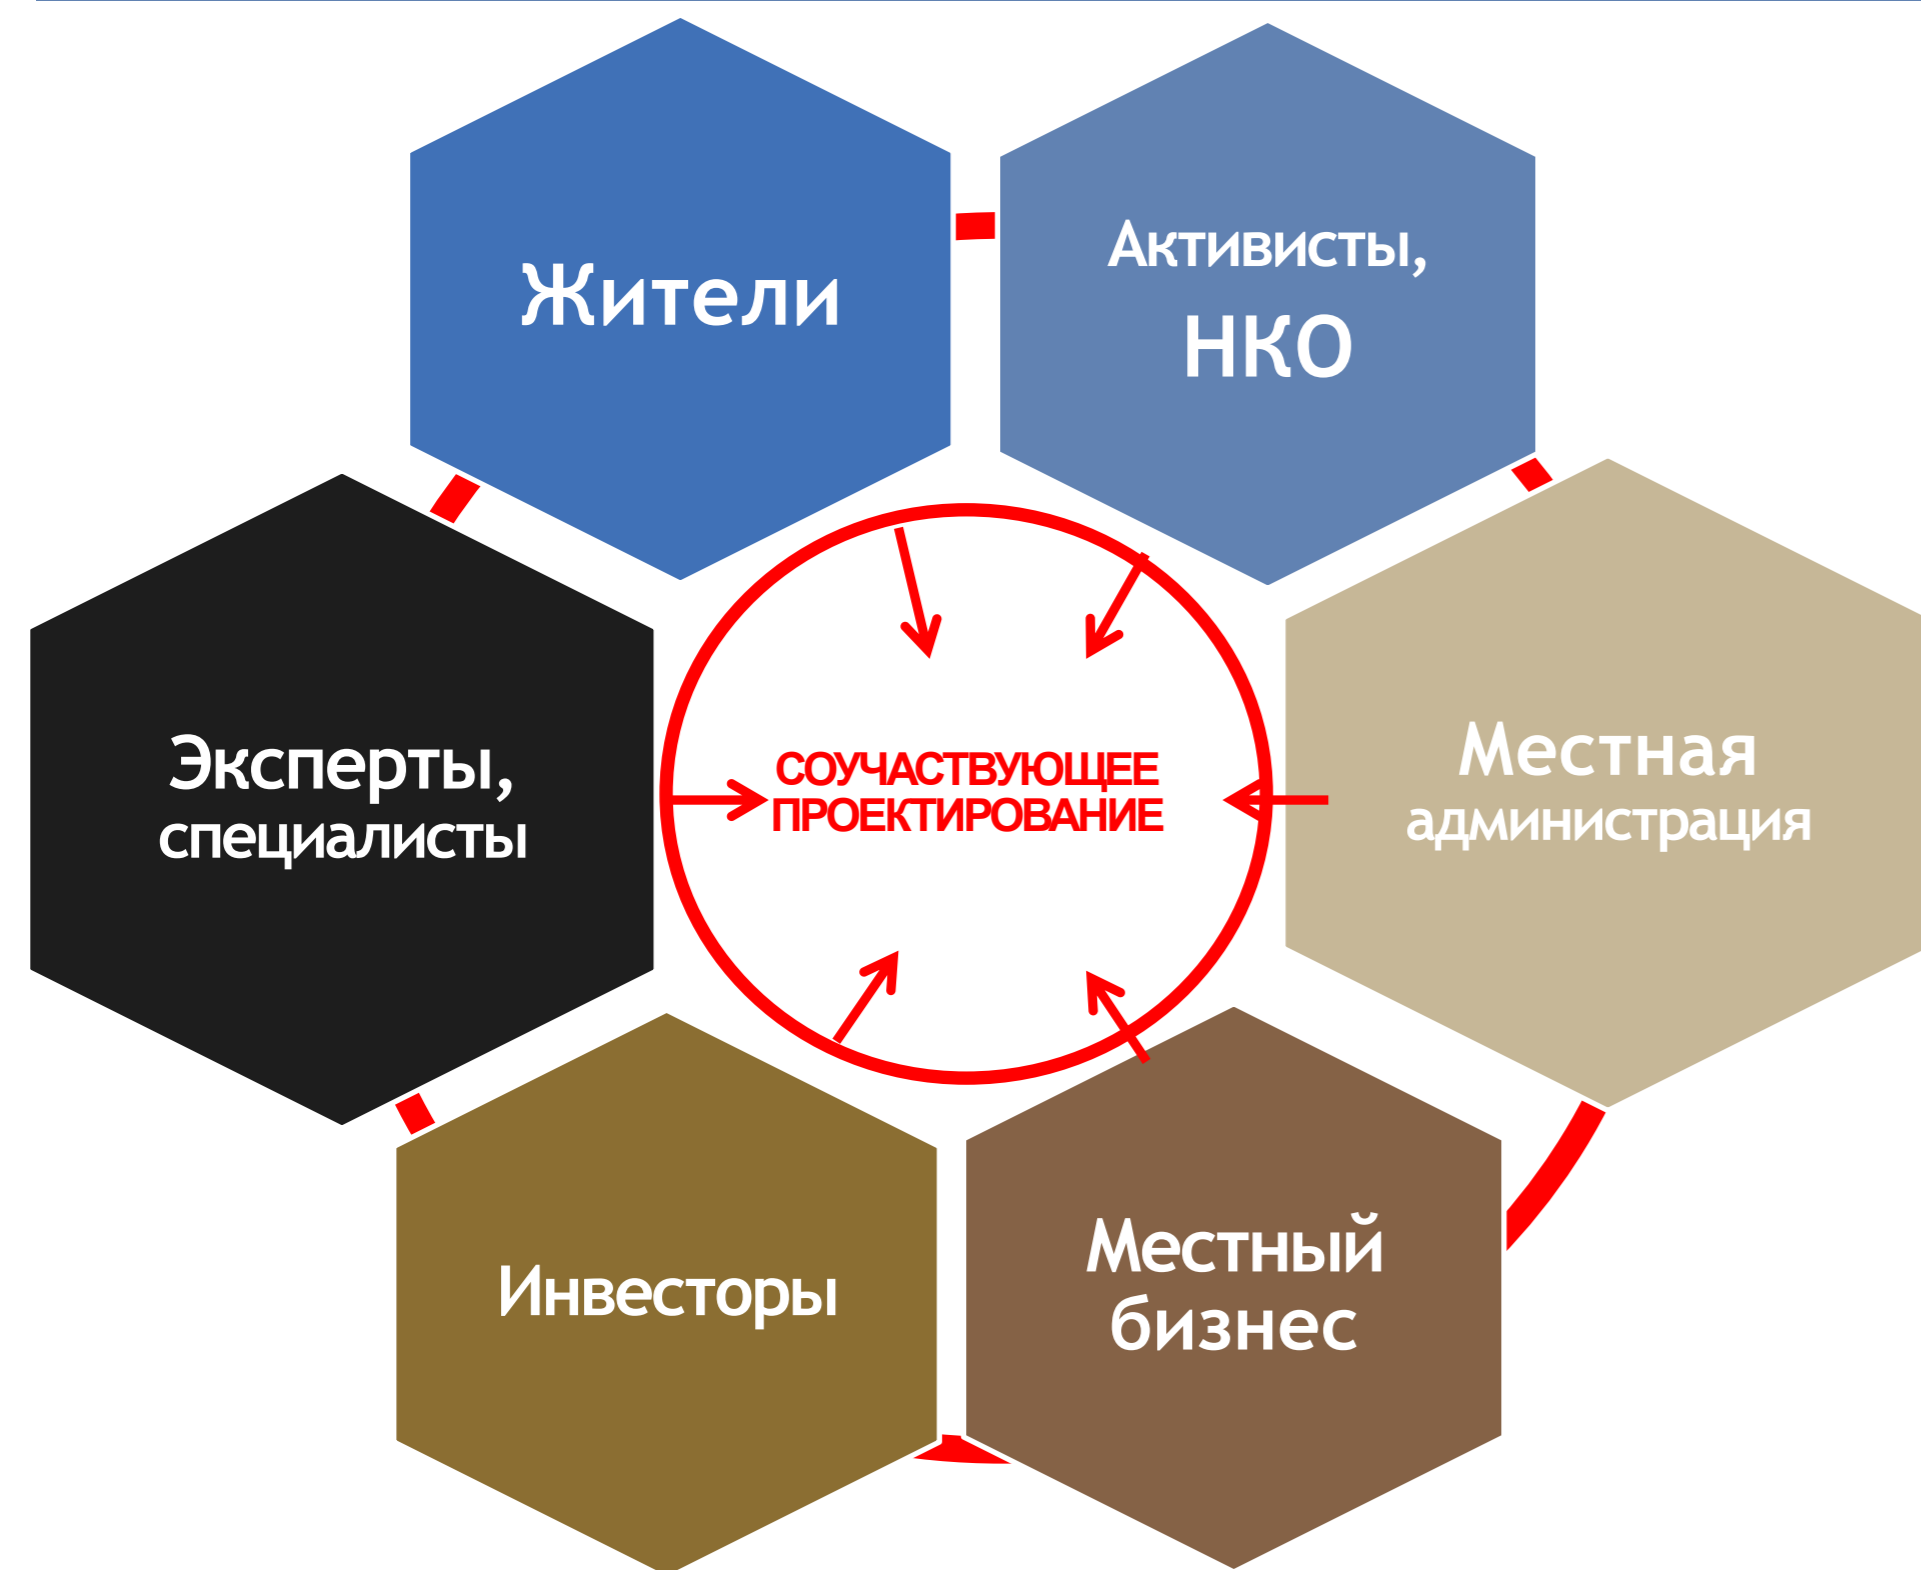 Жители
Активисты,
НКО
Эксперты,
специалисты
СОУЧАСТВУЮЩЕЕ
ПРОЕКТИРОВАНИЕ
Местная
администрация
Инвесторы
Местный
бизнес